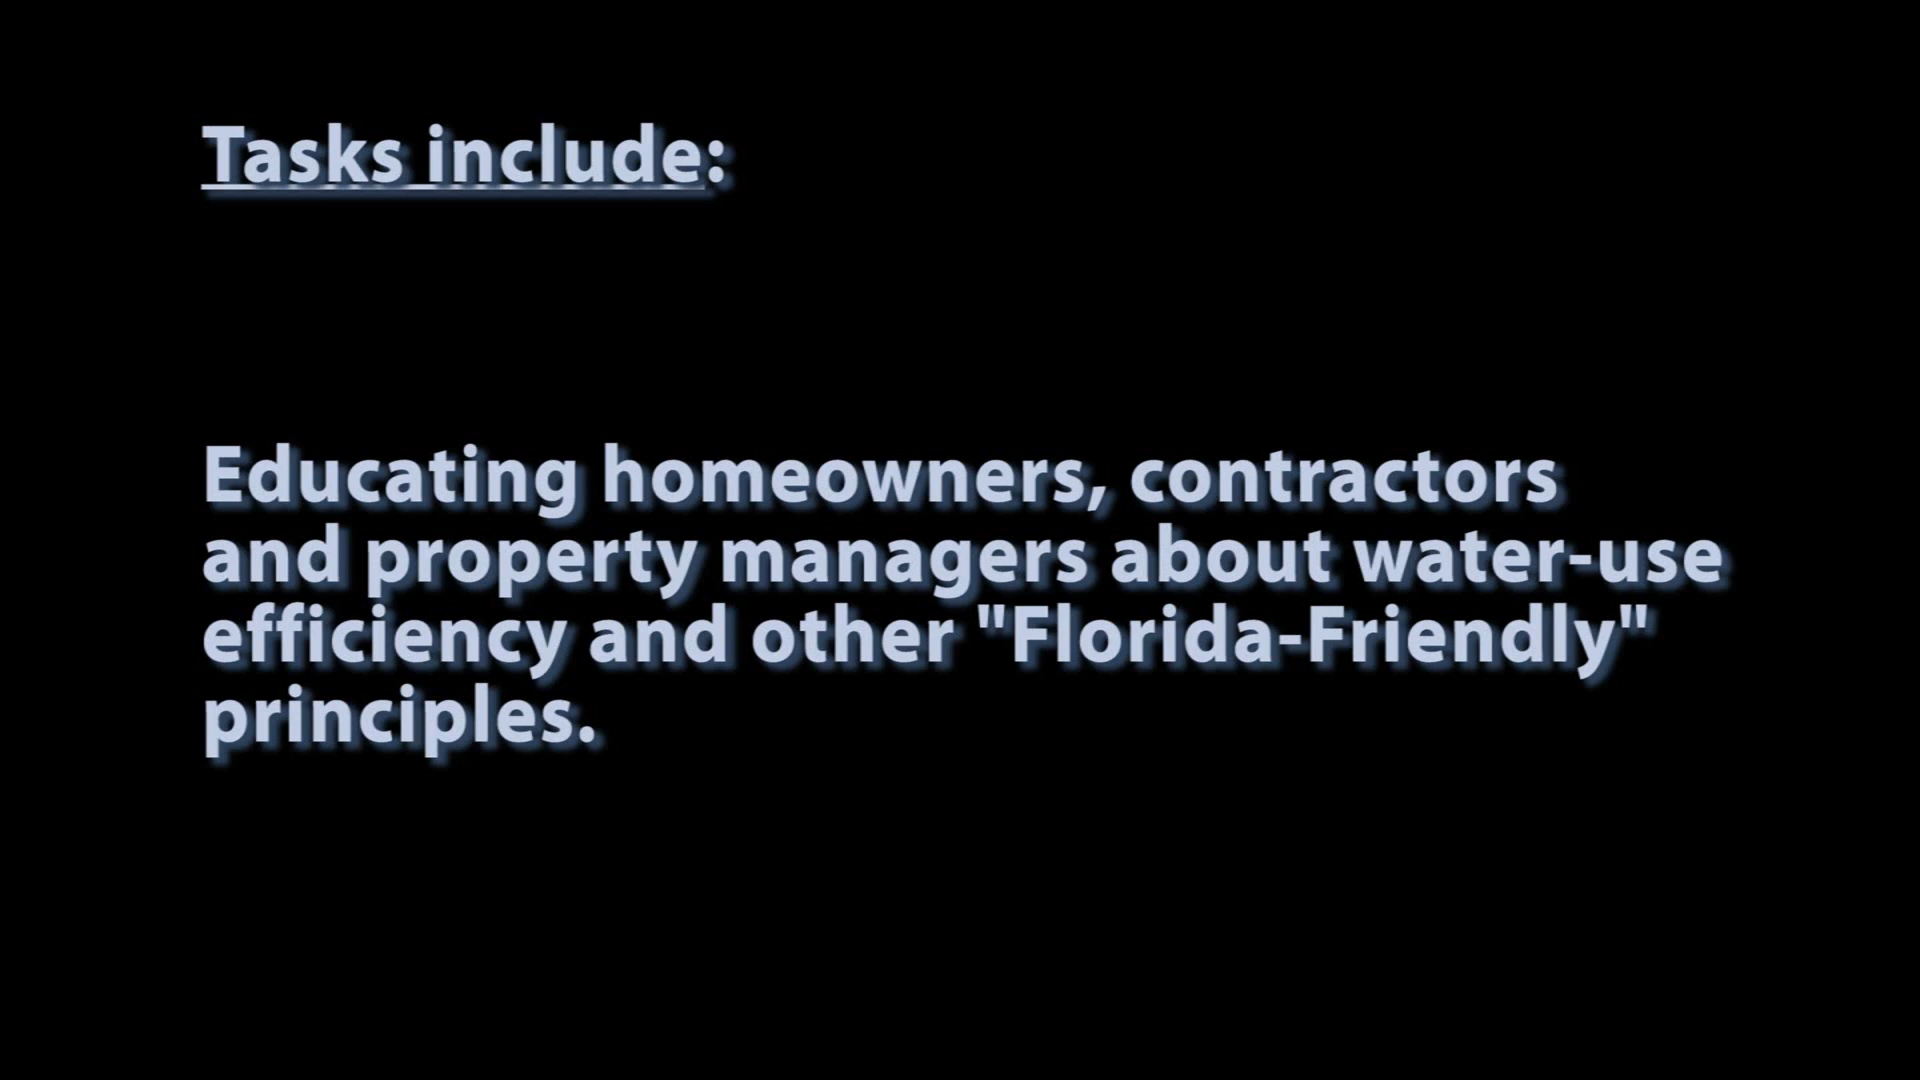 Tasks include:
Educating homeowners, contractors
and property managers about water-use
efficiency and other "Florida-Friendly"
principles.